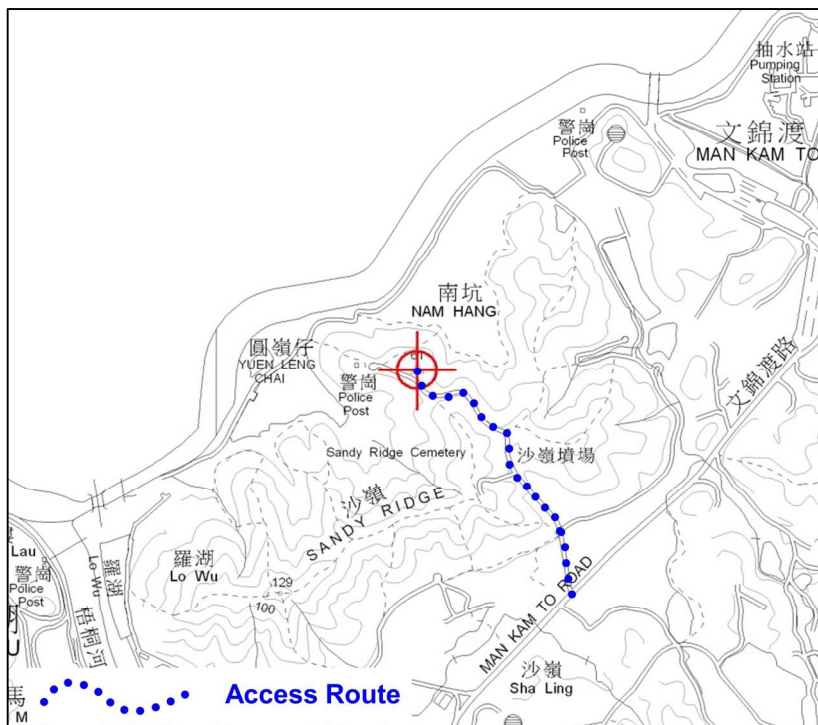 抽水站
Pumping
Station
警崗
Police
Post
文錦渡
MAN KAM TO
南坑
NAM HANG
圓嶺仔
YUEN LENG
CHAI
警崗
Police
Post
文錦渡路
Sandy Ridge Cemetery
沙嶺墳場
沙嶺
SANDY RIDGE
Lau
警崗
Police
Post
羅湖
Lo Wu
羅湖
Lo Wu
129
100
梧桐河
U
MAN KAM TO ROAD
沙嶺
Sha Ling
馬
M
Access Route